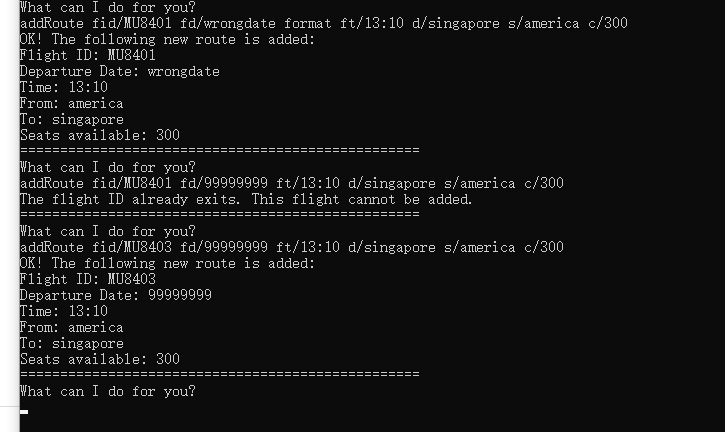 What can I do for you?
addRoute fid/MU8401 fd/wrongdate format ft/13:10 d/singapore s/america c/300
OK! The following new route is added:
Flight ID: MU8401
Departure Date: wrongdate
Time: 13:10
From: america
To: singapore
Seats available: 300
==================================================
What can I do for you?
addRoute fid/MU8401 fd/99999999 ft/13:10 d/singapore s/america c/300
The flight ID already exits. This flight cannot be added.
==================================================
What can I do for you?
addRoute fid/MU8403 fd/99999999 ft/13:10 d/singapore s/america c/300
OK! The following new route is added:
Flight ID: MU8403
Departure Date: 99999999
Time: 13:10
From: america
To: singapore
Seats available: 300
==================================================
What can I do for you?